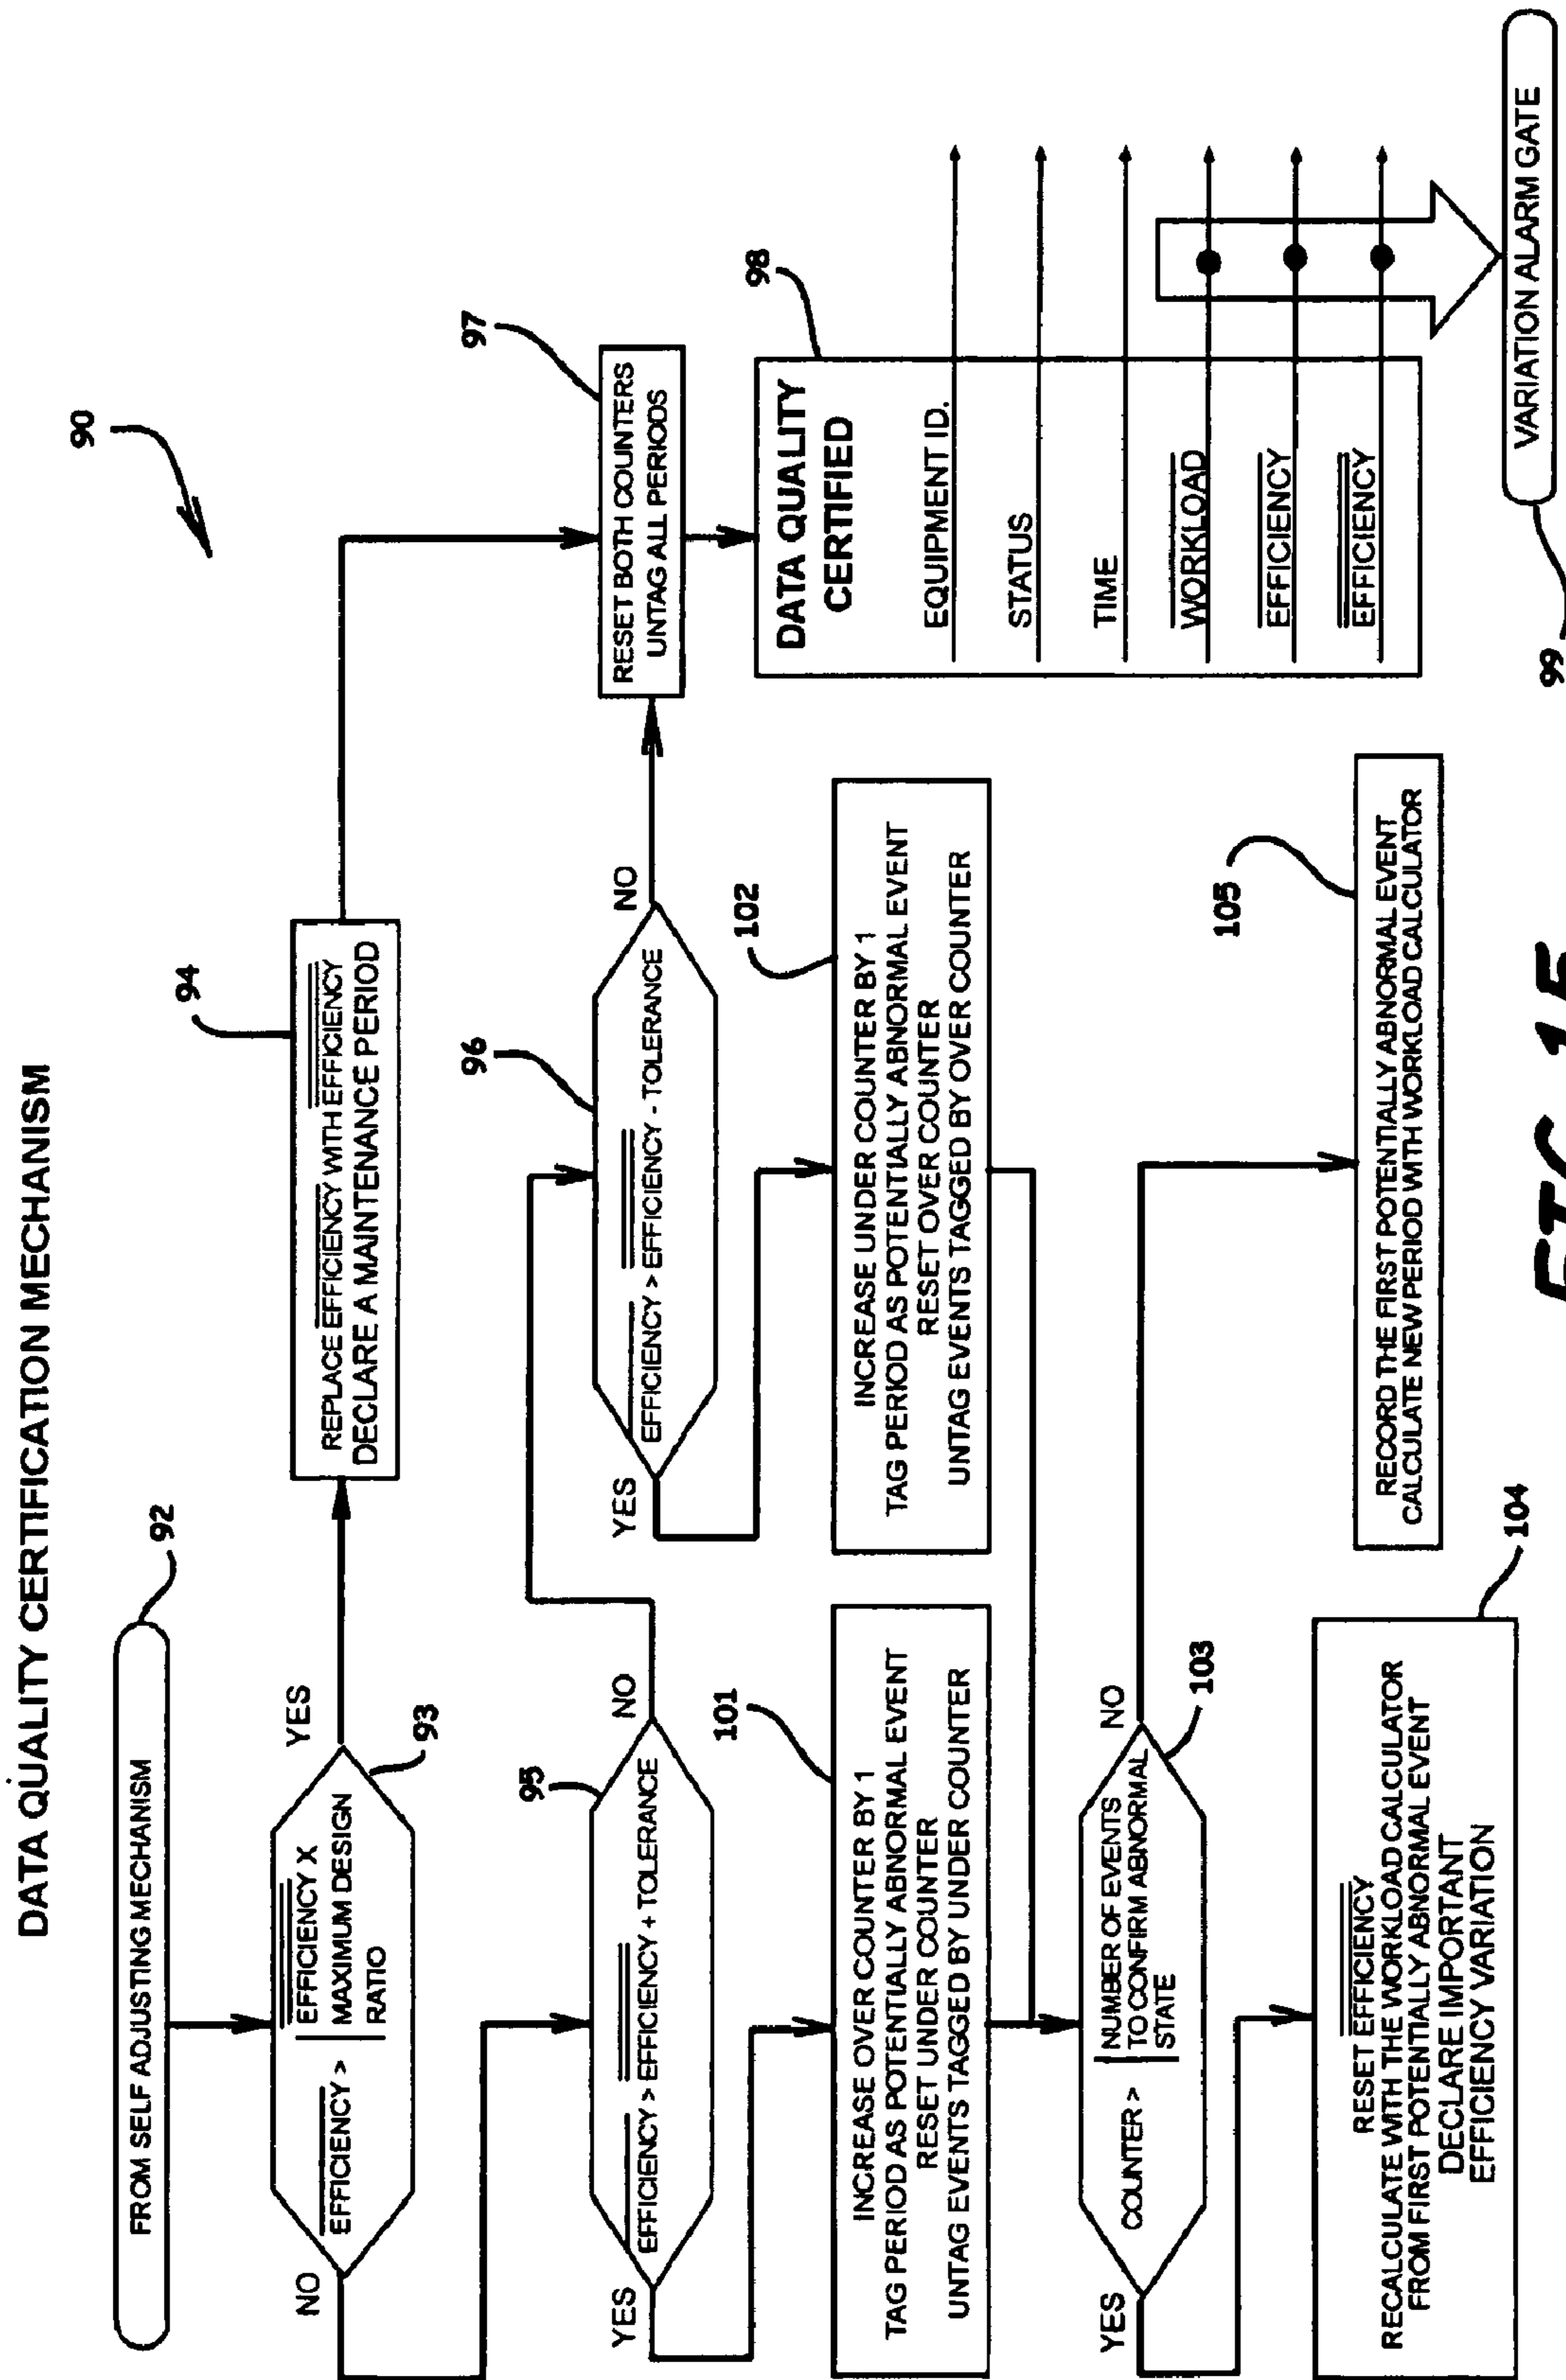 DATA QUALITY CERTIFICATION MECHANISM
90
FROM SELF ADJUSTING MECHANISM
92
EFFICIENCY >
EFFICIENCY X
MAXIMUM DESIGN
RATIO
NO
YES
93
REPLACE EFFICIENCY WITH EFFICIENCY
DECLARE A MAINTENANCE PERIOD
94
EFFICIENCY > EFFICIENCY + TOLERANCE
YES
NO
95
EFFICIENCY > EFFICIENCY - TOLERANCE
YES
NO
96
RESET BOTH COUNTERS
UNTAG ALL PERIODS
97
INCREASE OVER COUNTER BY 1
TAG PERIOD AS POTENTIALLY ABNORMAL EVENT
RESET UNDER COUNTER
UNTAG EVENTS TAGGED BY UNDER COUNTER
101
INCREASE UNDER COUNTER BY 1
TAG PERIOD AS POTENTIALLY ABNORMAL EVENT
RESET OVER COUNTER
UNTAG EVENTS TAGGED BY OVER COUNTER
102
DATA QUALITY
CERTIFIED
98
EQUIPMENT ID.
STATUS
TIME
WORKLOAD
EFFICIENCY
EFFICIENCY
COUNTER >
NUMBER OF EVENTS
TO CONFIRM ABNORMAL
STATE
YES
NO
103
RESET EFFICIENCY
RECALCULATE WITH THE WORKLOAD CALCULATOR
FROM FIRST POTENTIALLY ABNORMAL EVENT
DECLARE IMPORTANT
EFFICIENCY VARIATION
104
RECORD THE FIRST POTENTIALLY ABNORMAL EVENT
CALCULATE NEW PERIOD WITH WORKLOAD CALCULATOR
105
VARIATION ALARM GATE
99